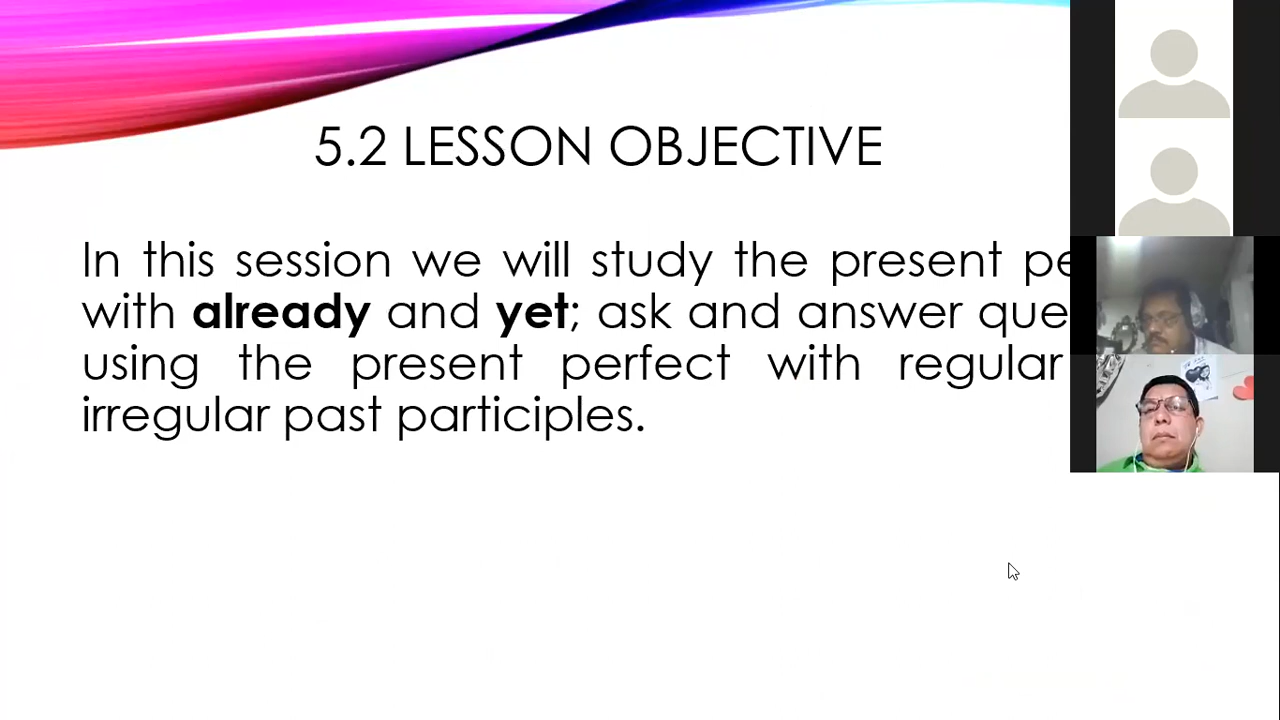 5.2 LESSON OBJECTIVE
In this session we will study the present pe
with already and yet; ask and answer que
using the present perfect with regular
irregular past participles.